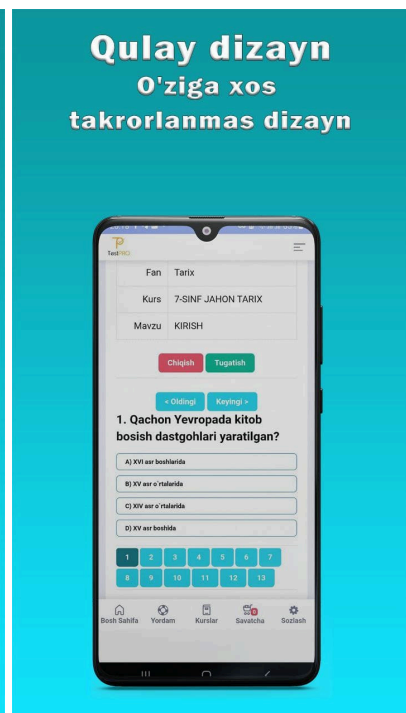 Qulay dizayn
O'ziga xos
takrorlanmas dizayn
TestPRO
Fan Tarix
Kurs 7-SINF JAHON TARIX
Mavzu KIRISH
Chiqish Tugatish
< Oldingi Keyingi >
1. Qachon Yevropada kitob
bosish dastgohlari yaratilgan?
A) XVI asr boshlarida
B) XV asr o`rtalarida
C) XIV asr o`rtalarida
D) XV asr boshida
1 2 3 4 5 6 7
8 9 10 11 12 13
Bosh Sahifa Yordam Kurslar Savatcha Sozlash